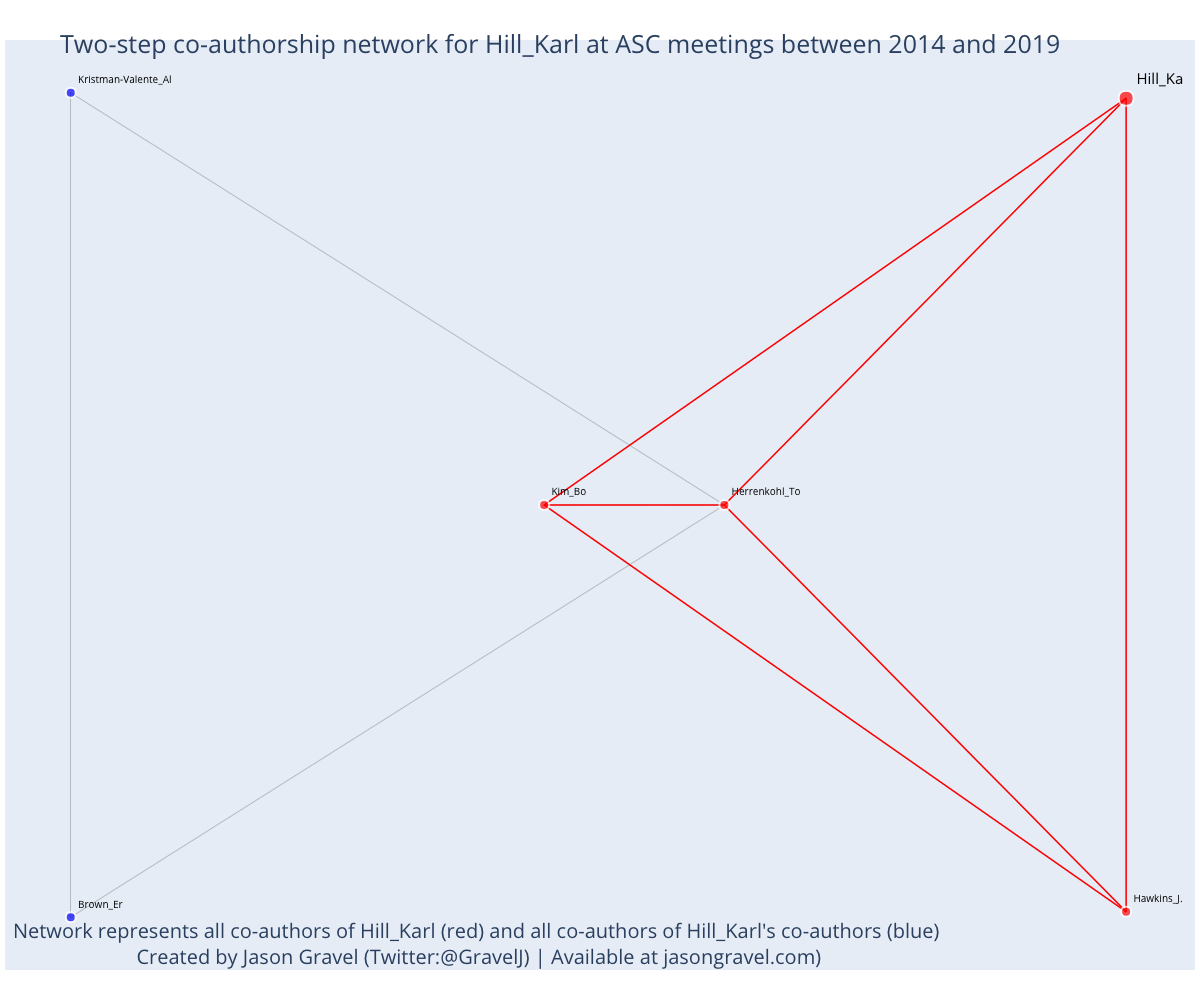 Two-step co-authorship network for Hill_Karl at ASC meetings between 2014 and 2019
Kristman-Valente_Al
Hill_Ka
Kim_Bo
Herrenkohl_To
Hawkins_J.
Brown_Er
Network represents all co-authors of Hill_Karl (red) and all co-authors of Hill_Karl's co-authors (blue)
Created by Jason Gravel (Twitter:@GravelJ) | Available at jasongravel.com)